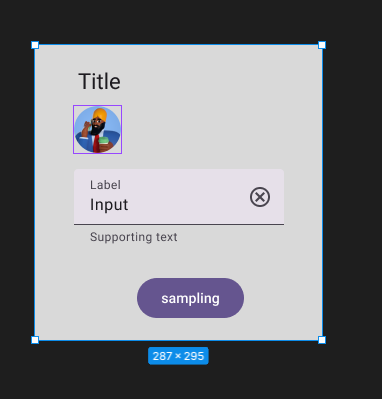 Title
Label
Input
Supporting text
sampling
287 × 295